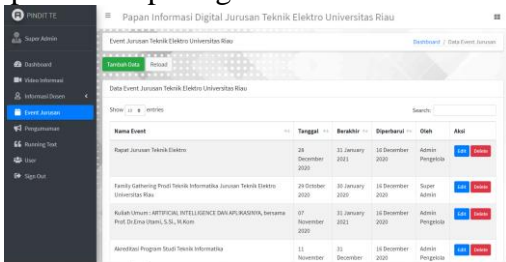 PINDIT TE
Papan Informasi Digital Jurusan Teknik Elektro Universitas Riau
Super Admin
Event Jurusan Teknik Elektro Universitas Riau
Dashboard / Data Event Jurusan
Dashboard
Tambah Data
Reload
Video Informasi
Informasi Dosen
Data Event Jurusan Teknik Elektro Universitas Riau
Event Jurusan
Show 10 entries
Search:
Pengumuman
Running Text
Nama Event
Tanggal
Berakhir
Diperbarui
Oleh
Aksi
User
Sign Out
Rapat Jurusan Teknik Elektro
28 December 2020
31 January 2021
16 December 2020
Admin Pengelola
Edit Delete
Family Gathering Prodi Teknik Informatika Jurusan Teknik Elektro Universitas Riau
29 October 2020
30 January 2020
16 December 2020
Super Admin
Edit Delete
Kuliah Umum : ARTIFICIAL INTELLIGENCE DAN APLIKASINYA, bersama
Prof. Dr.Ema Utami, S.Si., M.Kom
07 November 2020
31 January 2021
16 December 2020
Admin Pengelola
Edit Delete
Akreditasi Program Studi Teknik Informatika
11 November
31 December
16 December 2020
Admin Pengelola
Edit Delete